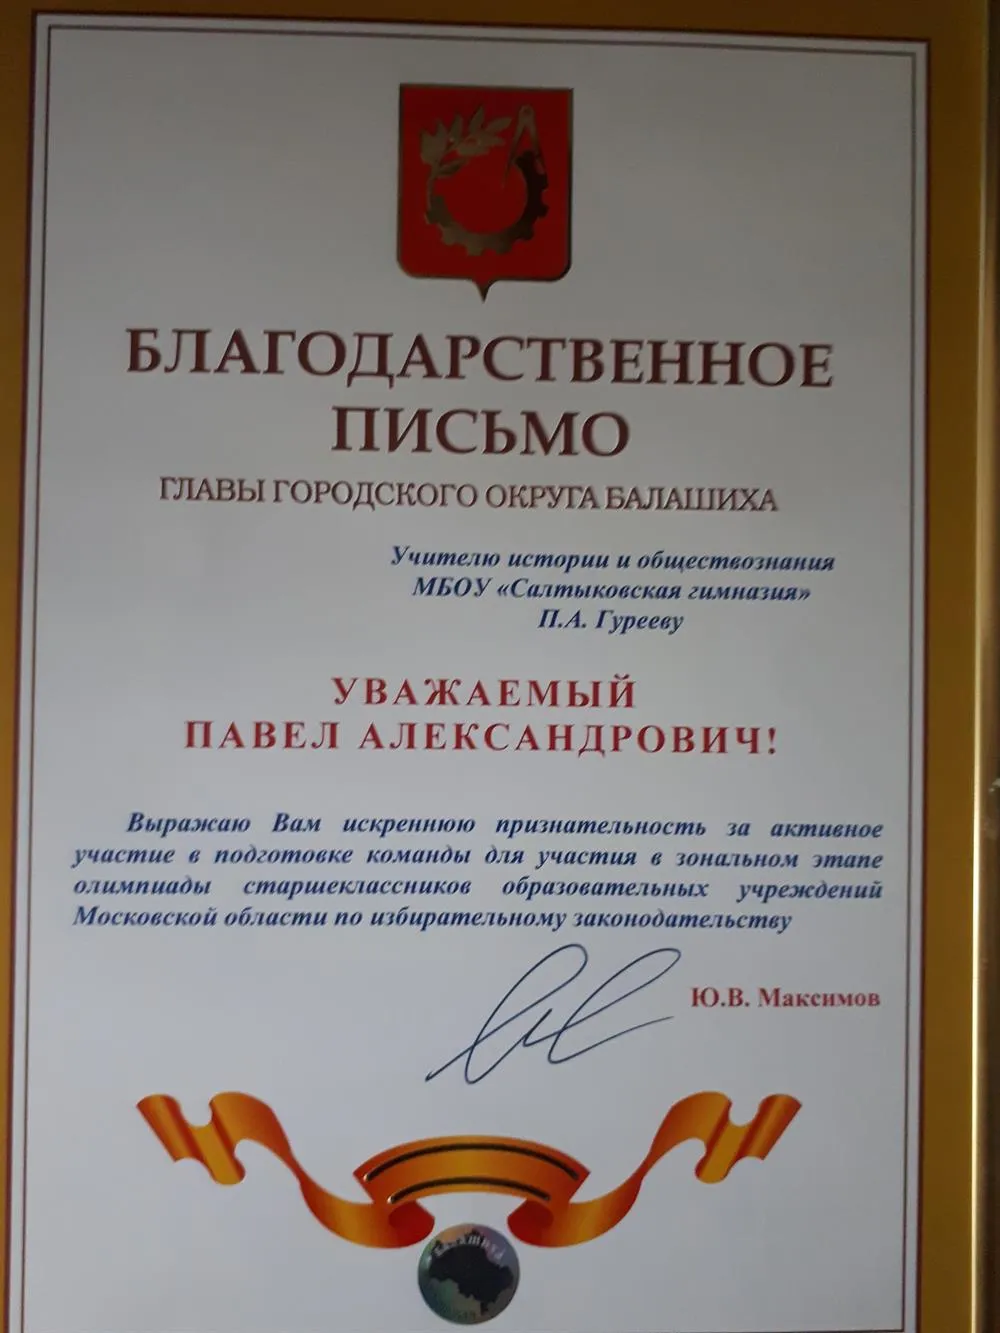 БЛАГОДАРСТВЕННОЕ
ПИСЬМО
ГЛАВЫ ГОРОДСКОГО ОКРУГА БАЛАШИХА
Учителю истории и обществознания
МБОУ «Салтыковская гимназия»
П.А. Гурееву
УВАЖАЕМЫЙ
ПАВЕЛ АЛЕКСАНДРОВИЧ!
Выражаю Вам искреннюю признательность за активное
участие в подготовке команды для участия в зональном этапе
олимпиады старшеклассников образовательных учреждений
Московской области по избирательному законодательству
Ю.В. Максимов